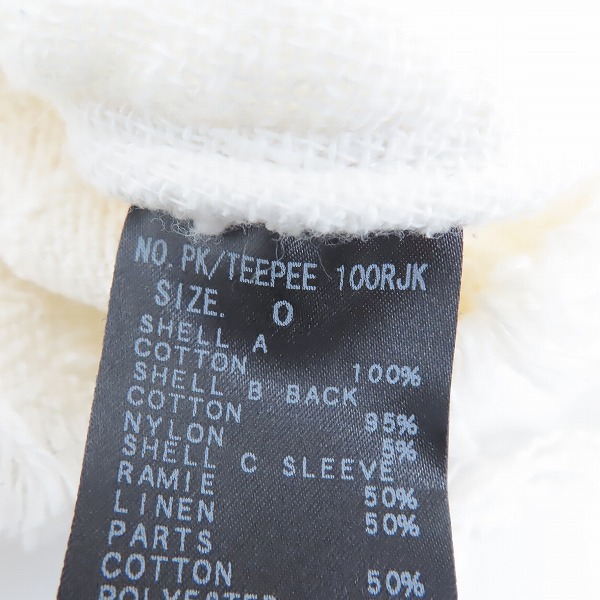 NO. PK/TEEPEE 100RJK
SIZE. 0
SHELL A
COTTON 100%
SHELL B BACK
COTTON 95%
NYLON 5%
SHELL C SLEEVE
RAMIE 50%
LINEN 50%
PARTS
COTTON 50%
POLYESTER